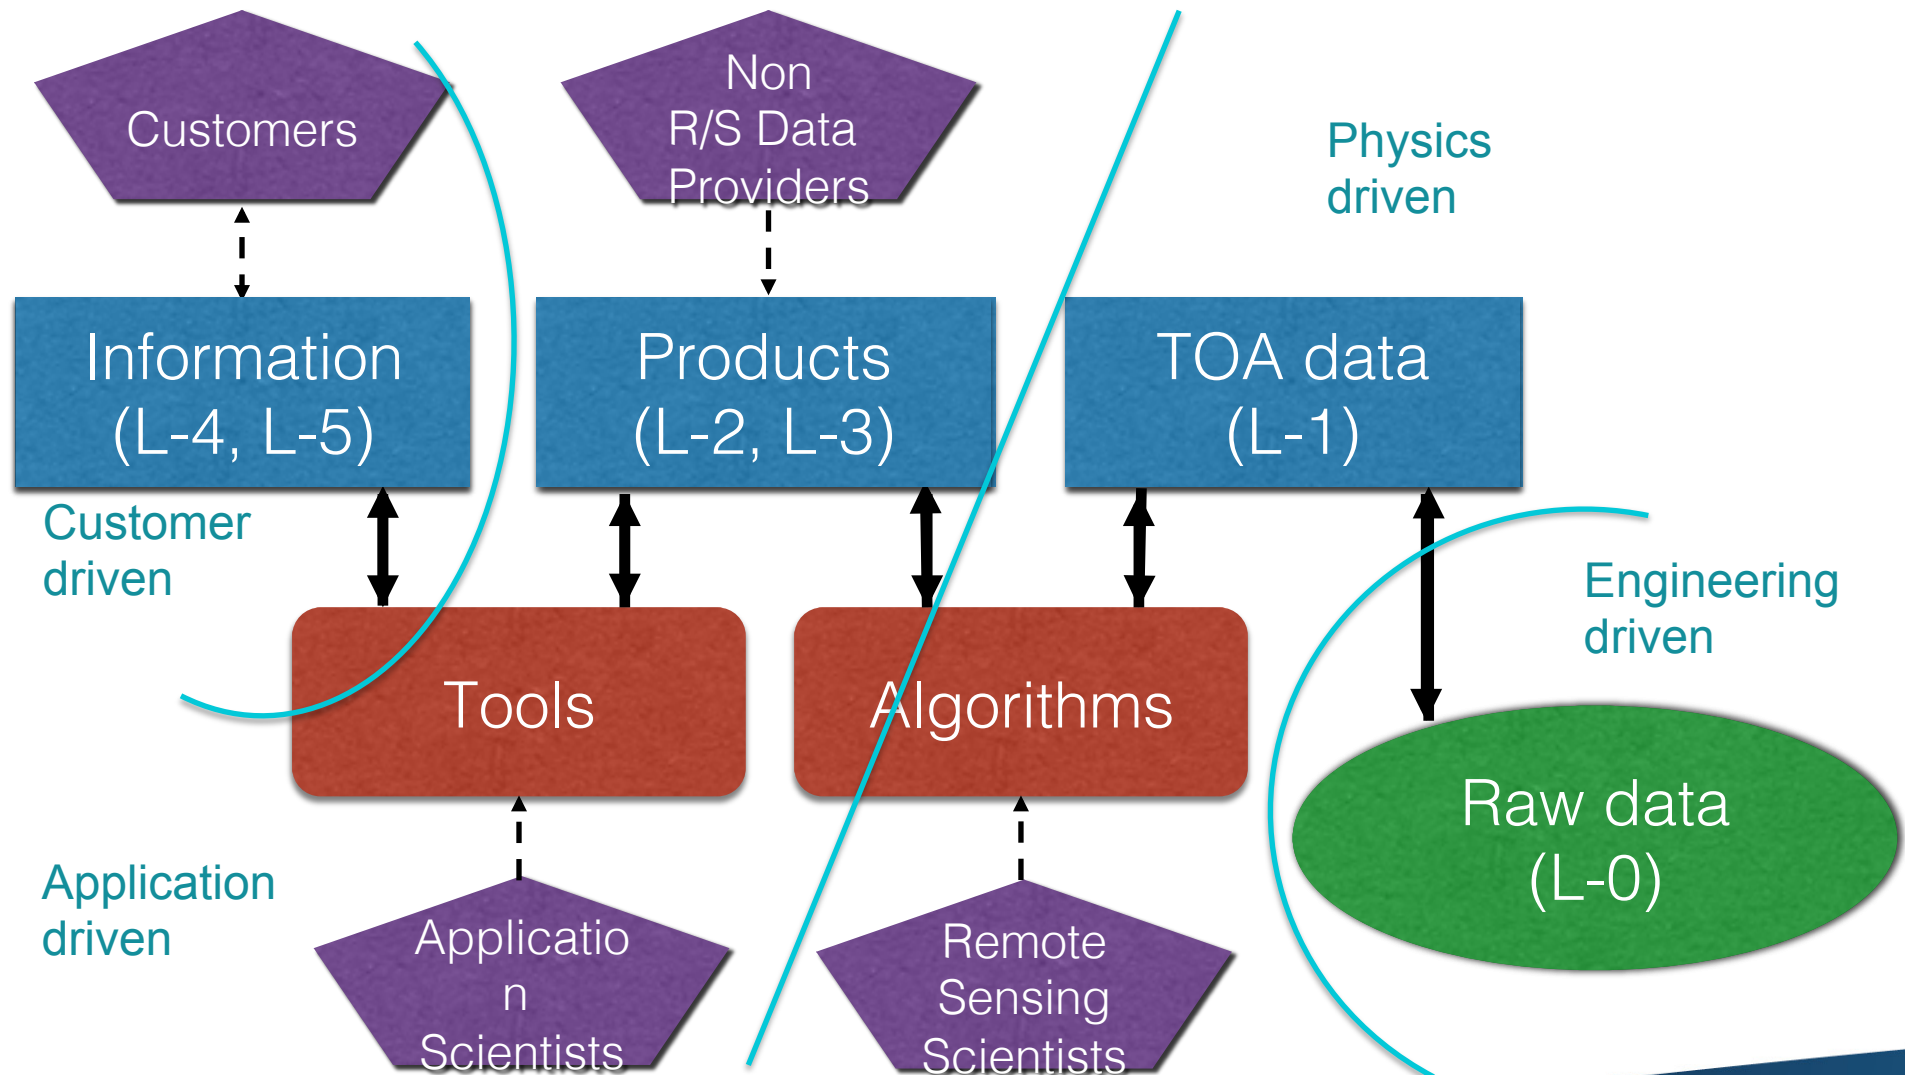 Customers
Non
R/S Data
Providers
Physics
driven
Information
(L-4, L-5)
Products
(L-2, L-3)
TOA data
(L-1)
Customer
driven
Engineering
driven
Tools
Algorithms
Raw data
(L-0)
Application
driven
Applicatio
n
Scientists
Remote
Sensing
Scientists